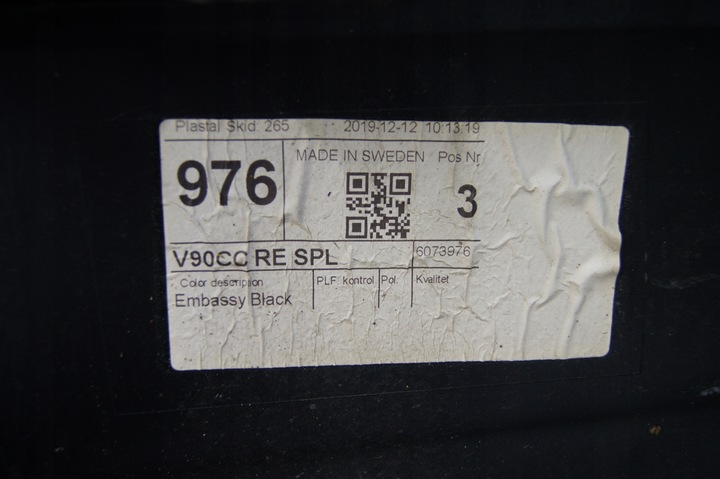 Plastal Skid 265 2019-12-12 10:13:19
976 MADE IN SWEDEN Pos Nr
3
V90CC RE SPL 6073976
Color description PLF. kontrol Pol. Kvalitet
Embassy Black